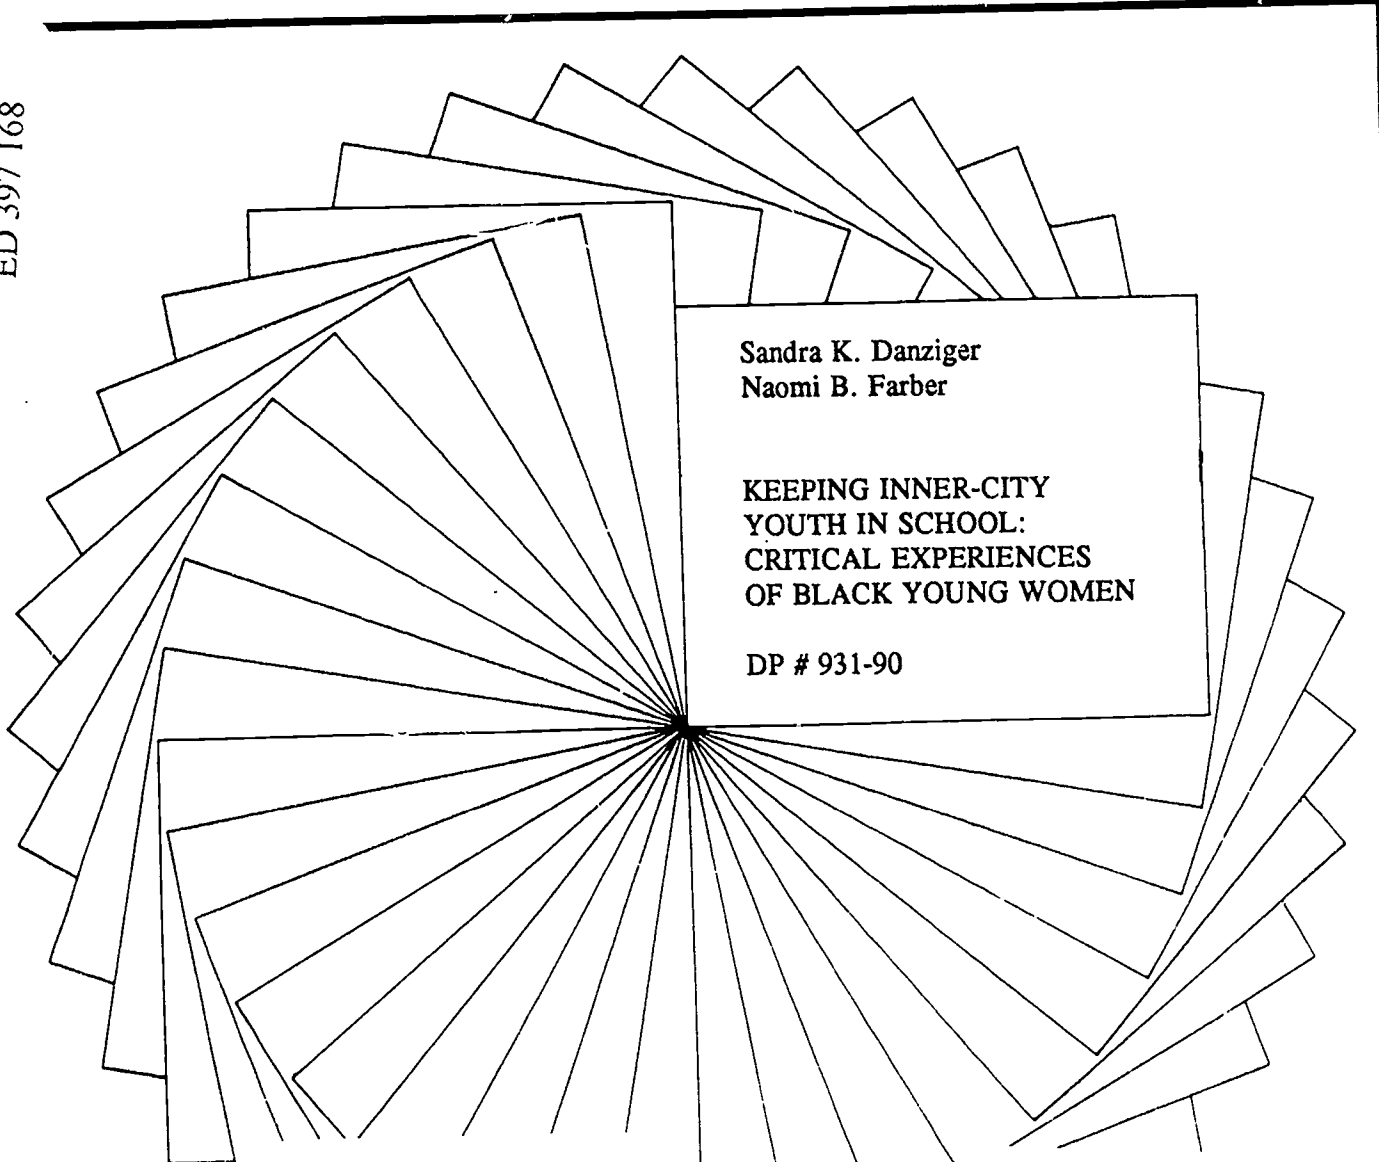 ED 397 168
Sandra K. Danziger
Naomi B. Farber
KEEPING INNER-CITY
YOUTH IN SCHOOL:
CRITICAL EXPERIENCES
OF BLACK YOUNG WOMEN
DP # 931-90